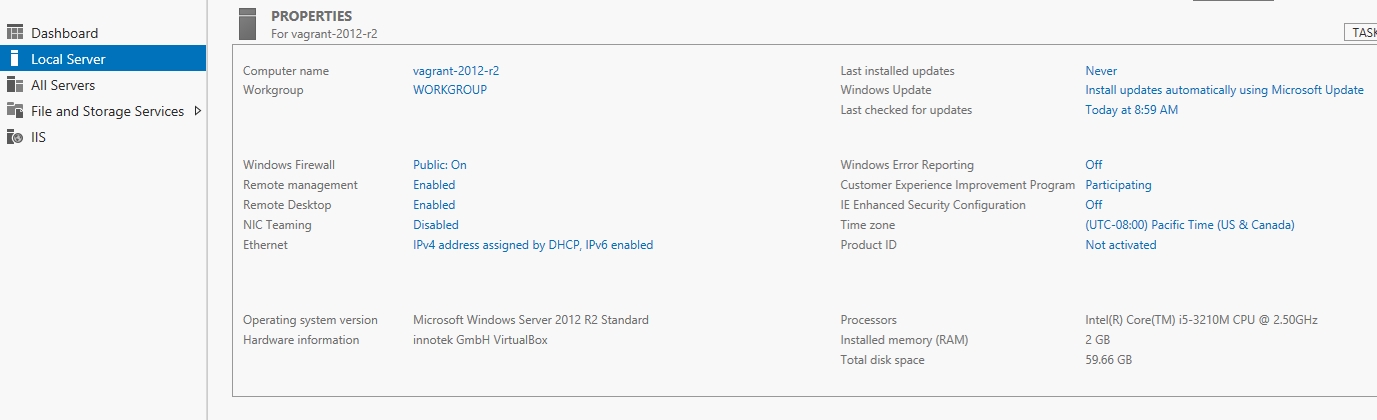 Dashboard
Local Server
All Servers
File and Storage Services
IIS
PROPERTIES
For vagrant-2012-r2
TASK
Computer name vagrant-2012-r2
Workgroup WORKGROUP
Last installed updates Never
Windows Update Install updates automatically using Microsoft Update
Last checked for updates Today at 8:59 AM
Windows Firewall Public: On
Remote management Enabled
Remote Desktop Enabled
NIC Teaming Disabled
Ethernet IPv4 address assigned by DHCP, IPv6 enabled
Windows Error Reporting Off
Customer Experience Improvement Program Participating
IE Enhanced Security Configuration Off
Time zone (UTC-08:00) Pacific Time (US & Canada)
Product ID Not activated
Operating system version Microsoft Windows Server 2012 R2 Standard
Hardware information innotek GmbH VirtualBox
Processors Intel(R) Core(TM) i5-3210M CPU @ 2.50GHz
Installed memory (RAM) 2 GB
Total disk space 59.66 GB